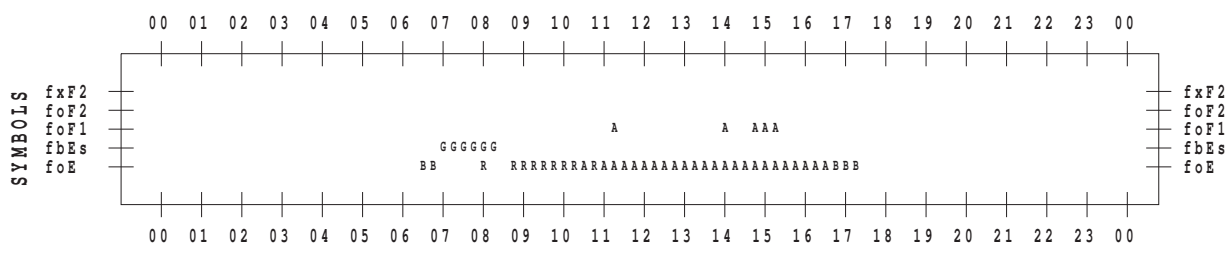 00 01 02 03 04 05 06 07 08 09 10 11 12 13 14 15 16 17 18 19 20 21 22 23 00
SYMBOLS
fxF2 fxF2
foF2 foF2
foF1 A A AAA foF1
fbEs GGGGGG fbEs
foE BB R RRRRRRRARAAAAAAAAAAAAAAAAAAAAAAABBB foE
00 01 02 03 04 05 06 07 08 09 10 11 12 13 14 15 16 17 18 19 20 21 22 23 00